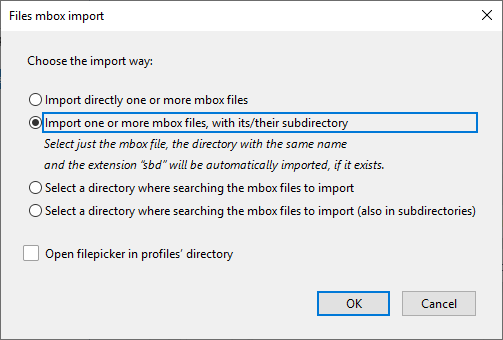 Files mbox import
Choose the import way:
Import directly one or more mbox files
Import one or more mbox files, with its/their subdirectory
Select just the mbox file, the directory with the same name
and the extension “sbd” will be automatically imported, if it exists.
Select a directory where searching the mbox files to import
Select a directory where searching the mbox files to import (also in subdirectories)
Open filepicker in profiles’ directory
OK
Cancel